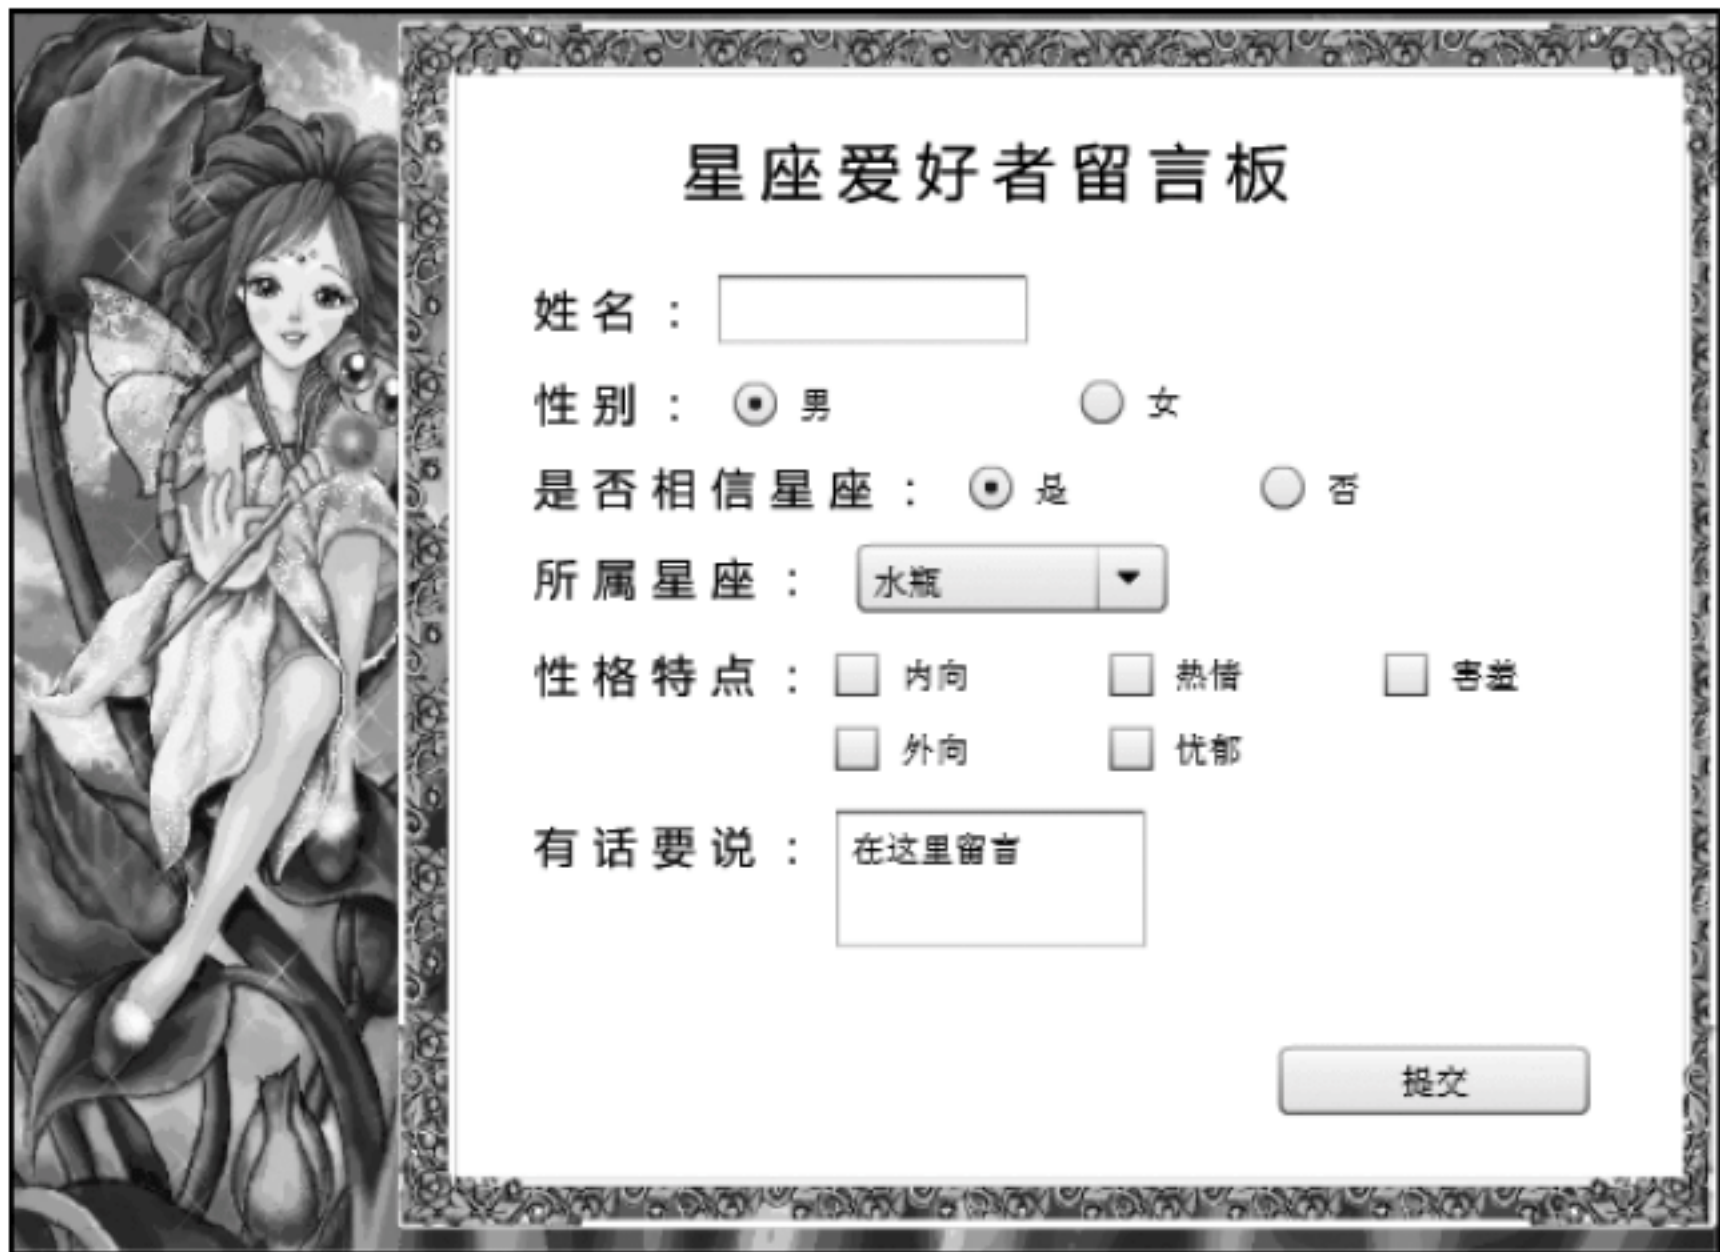 星座爱好者留言板
姓名：
性别： 男 女
是否相信星座： 是 否
所属星座： 水瓶
性格特点： 内向 热情 害羞
外向 忧郁
有话要说： 在这里留言
提交